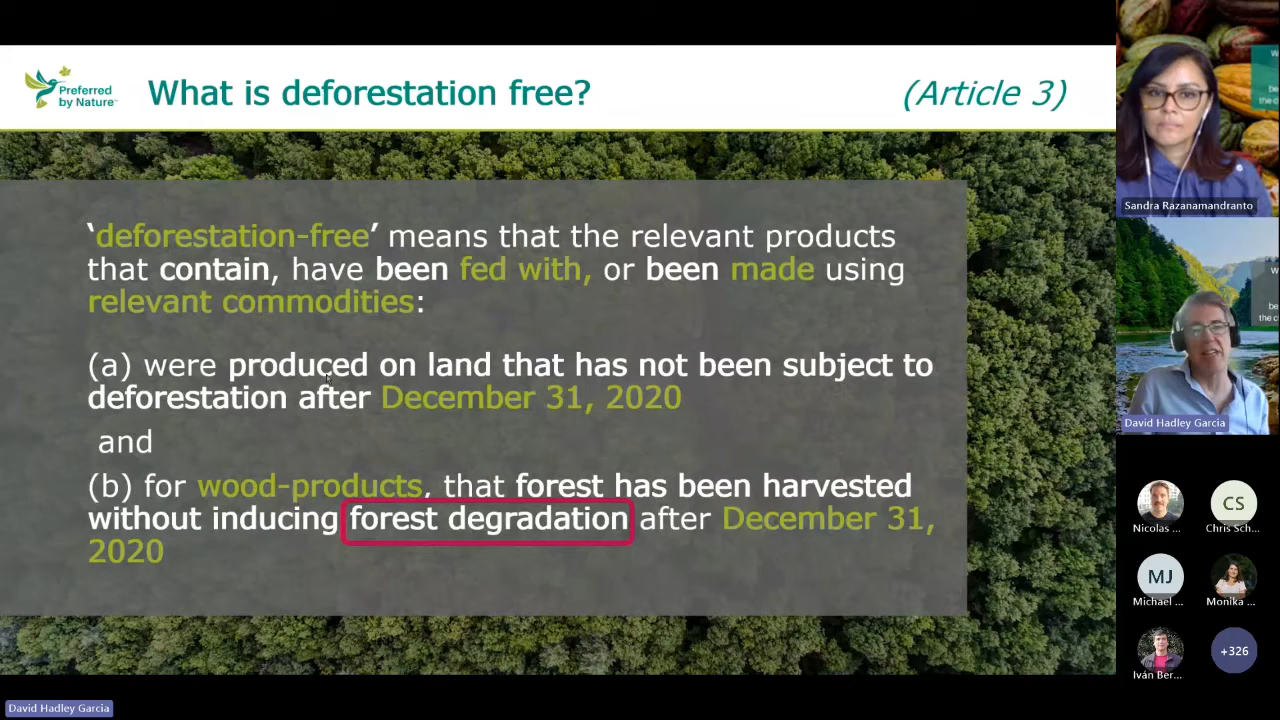 Preferred
by Nature™
What is deforestation free?
(Article 3)
‘deforestation-free’ means that the relevant products
that contain, have been fed with, or been made using
relevant commodities:
(a) were produced on land that has not been subject to
deforestation after December 31, 2020
and
(b) for wood-products, that forest has been harvested
without inducing forest degradation after December 31,
2020
Sandra Razanamandranto
David Hadley Garcia
Nicolas ...
CS
Chris Sch...
MJ
Michael ...
Monika ...
Iván Ber...
+326
David Hadley Garcia